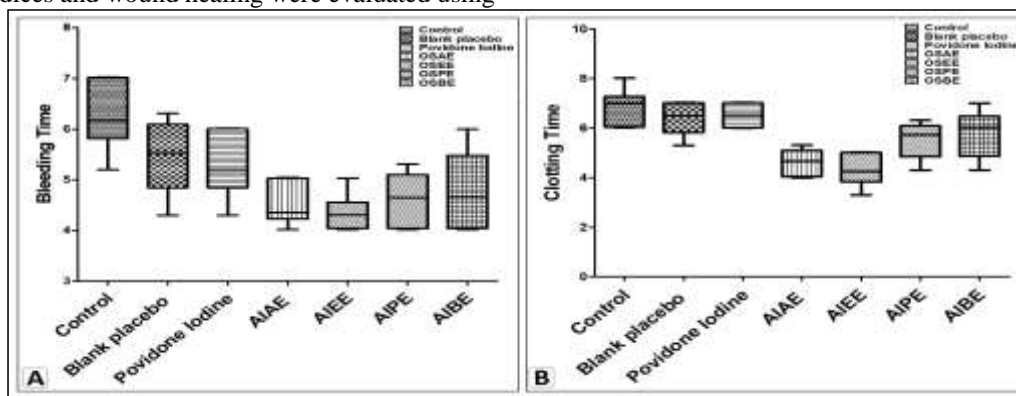 dices and wound healing were evaluated using
Control
Blank placebo
Povidone Iodine
OSAE
OSEE
OSPE
OSBE
8
7
6
5
4
3
Bleeding Time
Control
Blank placebo
Povidone Iodine
AIAE
AIEE
AIPE
AIBE
A
Control
Blank placebo
Povidone Iodine
OSAE
OSEE
OSPE
OSBE
10
8
6
4
2
0
Clotting Time
Control
Blank placebo
Povidone Iodine
AIAE
AIEE
AIPE
AIBE
B